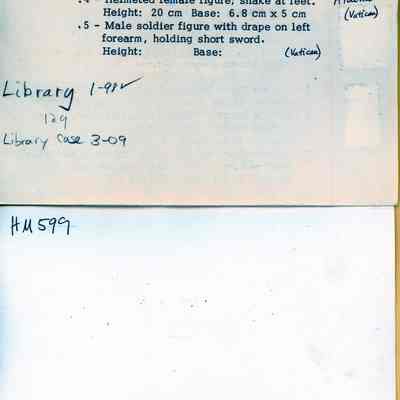 .4 - Helmeted female figure, snake at feet.
Height: 20 cm Base: 6.8 cm x 5 cm
(Vatican)
.5 - Male soldier figure with drape on left
forearm, holding short sword.
Height: Base: (Vatican)
Library 1-98 ✓
129
Library Case 3-09
HM599